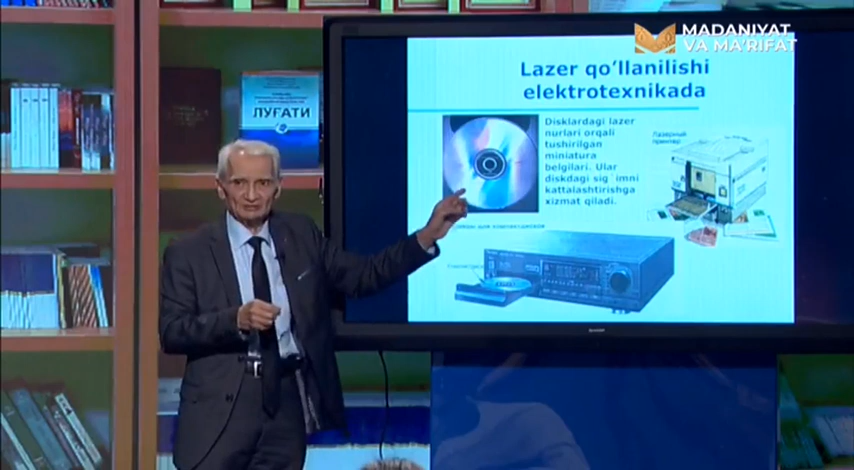 MADANIYAT
VA MA'RIFAT
Lazer qo'llanilishi
elektrotexnikada
Disklardagi lazer
nurlari orqali
tushirilgan
miniatura
belgilari. Ular
diskdagi sig`imni
kattalashtirishga
xizmat qiladi.
Лазерный
принтер
ЛУҒАТИ
SHARP